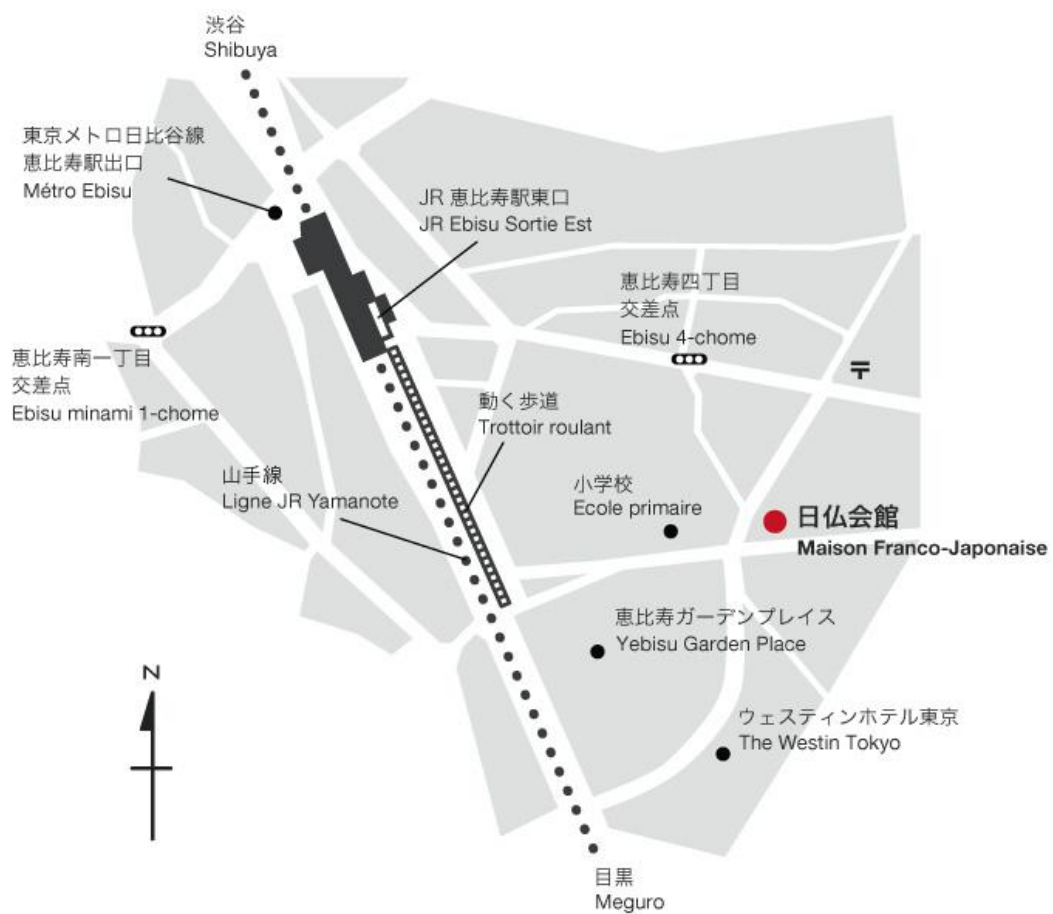 渋谷
Shibuya
東京メトロ日比谷線
恵比寿駅出口
Métro Ebisu
JR 恵比寿駅東口
JR Ebisu Sortie Est
恵比寿四丁目
交差点
Ebisu 4-chome
〒
恵比寿南一丁目
交差点
Ebisu minami 1-chome
動く歩道
Trottoir roulant
山手線
Ligne JR Yamanote
小学校
Ecole primaire
日仏会館
Maison Franco-Japonaise
恵比寿ガーデンプレイス
Yebisu Garden Place
N
ウェスティンホテル東京
The Westin Tokyo
目黒
Meguro